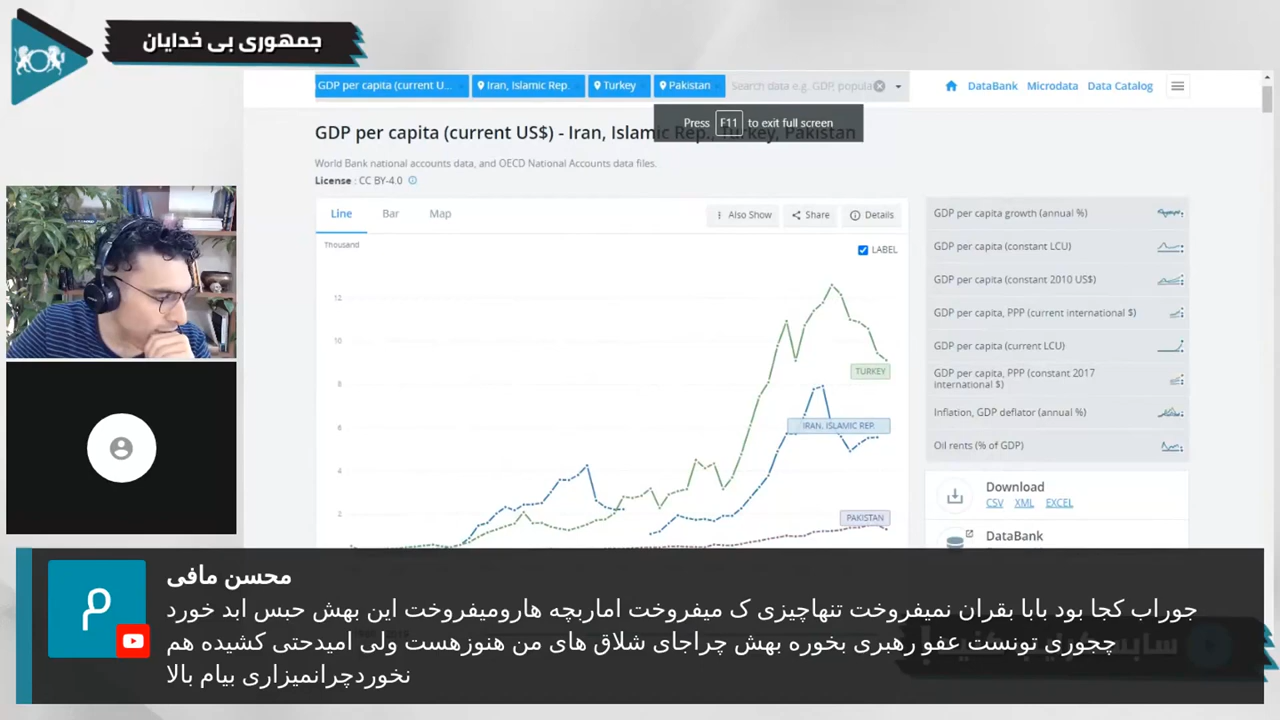 جمهوری بی خدایان
GDP per capita (current U...
Iran, Islamic Rep.
Turkey
Pakistan
Search data e.g. GDP, popula
DataBank
Microdata
Data Catalog
Press F11 to exit full screen
GDP per capita (current US$) - Iran, Islamic Rep., Turkey, Pakistan
World Bank national accounts data, and OECD National Accounts data files.
License : CC BY-4.0
Line
Bar
Map
Also Show
Share
Details
Thousand
LABEL
12
10
8
6
4
2
TURKEY
IRAN, ISLAMIC REP.
PAKISTAN
GDP per capita growth (annual %)
GDP per capita (constant LCU)
GDP per capita (constant 2010 US$)
GDP per capita, PPP (current international $)
GDP per capita (current LCU)
GDP per capita, PPP (constant 2017
international $)
Inflation, GDP deflator (annual %)
Oil rents (% of GDP)
Download
CSV
XML
EXCEL
DataBank
م
محسن مافی
جوراب کجا بود بابا بقران نمیفروخت تنهاچیزی ک میفروخت اماربچه هارومیفروخت این بهش حبس ابد خورد
چجوری تونست عفو رهبری بخوره بهش چراجای شلاق های من هنوزهست ولی امیدحتی کشیده هم
نخوردچرانمیزاری بیام بالا